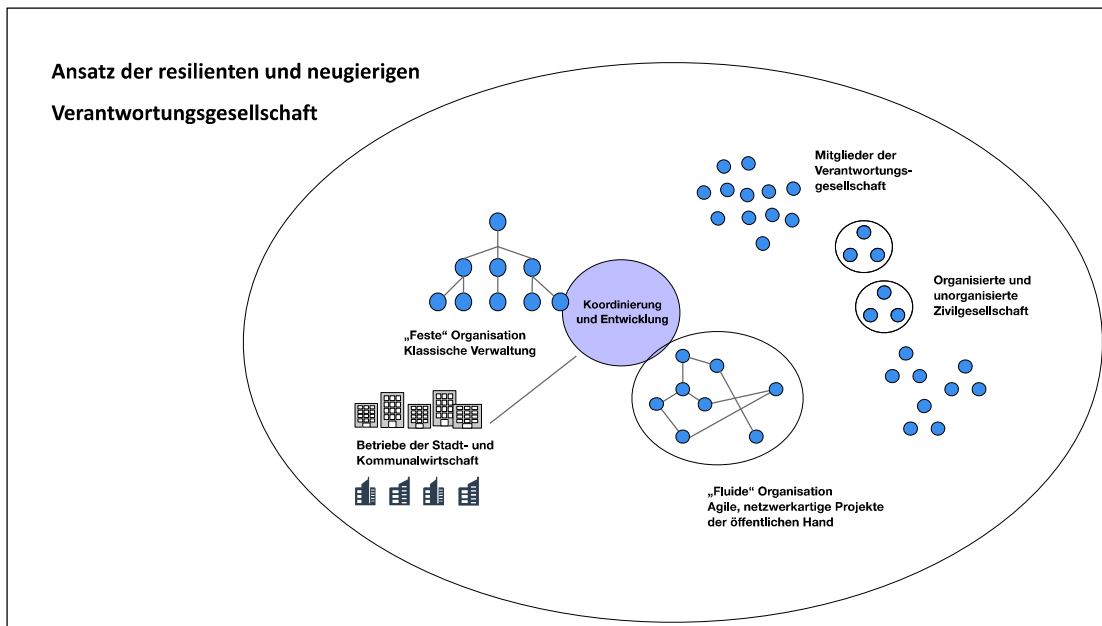 Ansatz der resilienten und neugierigen
Verantwortungsgesellschaft
Mitglieder der
Verantwortungs-
gesellschaft
Organisierte und
unorganisierte
Zivilgesellschaft
Koordinierung
und Entwicklung
„Feste“ Organisation
Klassische Verwaltung
Betriebe der Stadt- und
Kommunalwirtschaft
„Fluide“ Organisation
Agile, netzwerkartige Projekte
der öffentlichen Hand